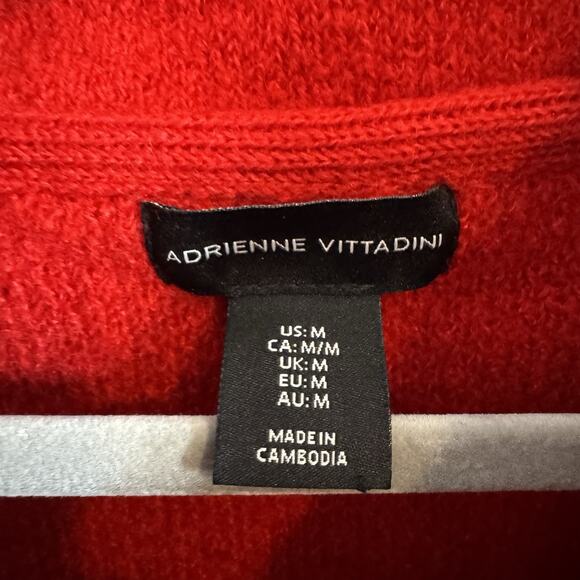 ADRIENNE VITTADINI
US: M
CA: M/M
UK: M
EU: M
AU: M
MADE IN
CAMBODIA